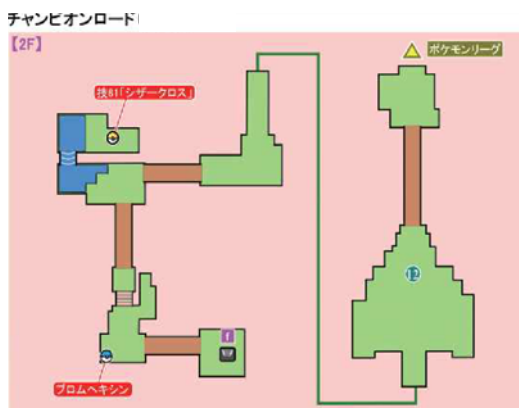 チャンピオンロード
【2F】
ポケモンリーグ
技81「シザークロス」
12
f
ブロムヘキシン